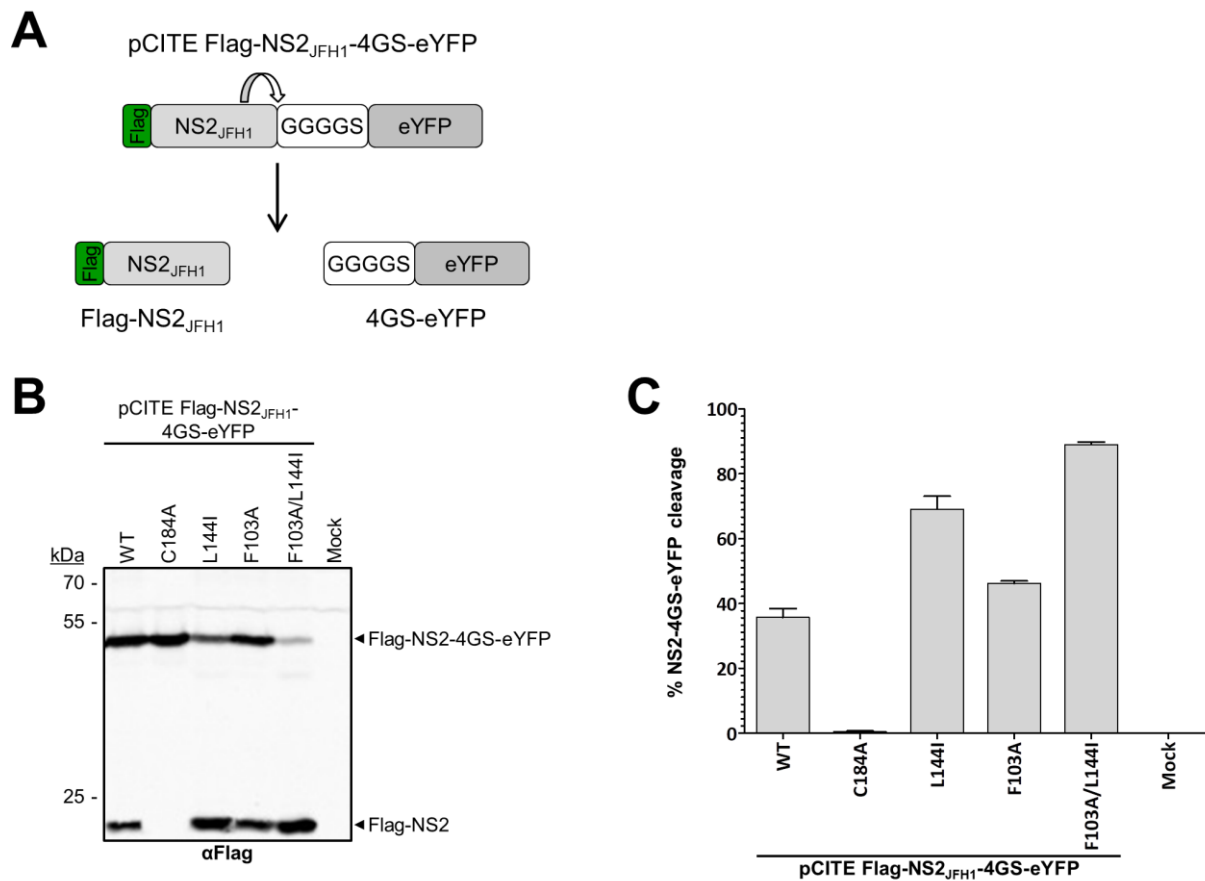 A
pCITE Flag-NS2JFH1-4GS-eYFP
Flag NS2JFH1 GGGGS eYFP
Flag NS2JFH1 GGGGS eYFP
Flag-NS2JFH1 4GS-eYFP
B
pCITE Flag-NS2JFH1-
4GS-eYFP
WT C184A L144I F103A F103A/L144I Mock
kDa
70 -
55 -
25 -
◄Flag-NS2-4GS-eYFP
◄Flag-NS2
αFlag
C
% NS2-4GS-eYFP cleavage
100
80
60
40
20
0
WT C184A L144I F103A F103A/L144I Mock
pCITE Flag-NS2JFH1-4GS-eYFP